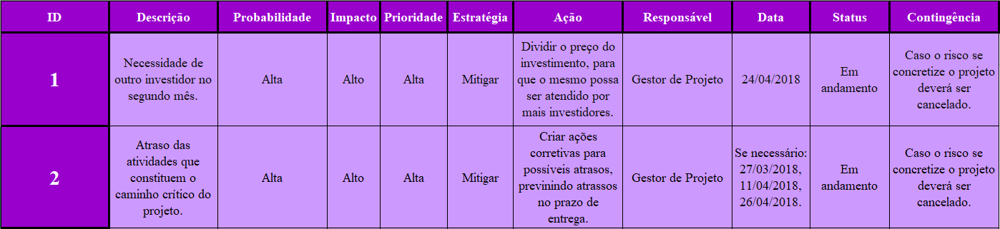 ID Descrição Probabilidade Impacto Prioridade Estratégia Ação Responsável Data Status Contingência
1
Necessidade de
outro investidor no
segundo mês.
Alta
Alto
Alta
Mitigar
Dividir o preço do
investimento, para
que o mesmo possa
ser atendido por
mais investidores.
Gestor de Projeto
24/04/2018
Em
andamento
Caso o risco se
concretize o projeto
deverá ser
cancelado.
2
Atraso das
atividades que
constituem o
caminho crítico do
projeto.
Alta
Alto
Alta
Mitigar
Criar ações
corretivas para
possíveis atrasos,
previnindo atrassos
no prazo de
entrega.
Gestor de Projeto
Se necessário:
27/03/2018,
11/04/2018,
26/04/2018.
Em
andamento
Caso o risco se
concretize o projeto
deverá ser
cancelado.